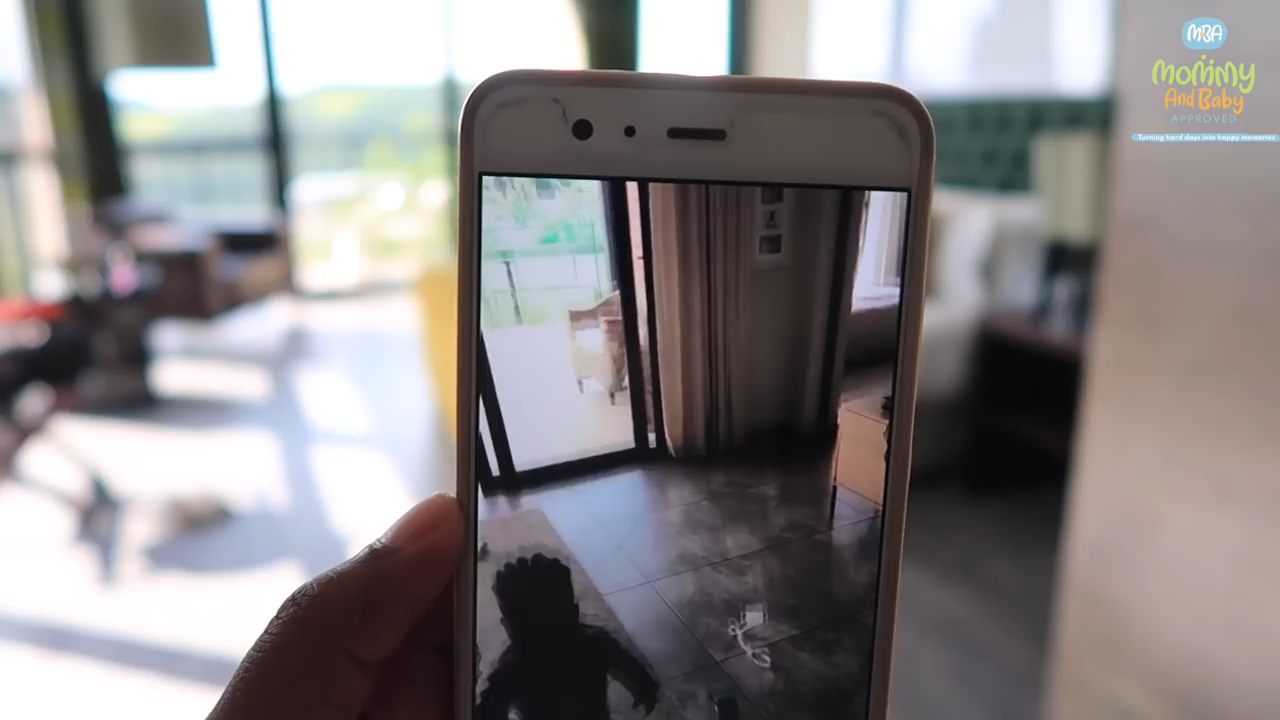 MBA
Mommy
And Baby
APPROVED
Turning hard days into happy memories